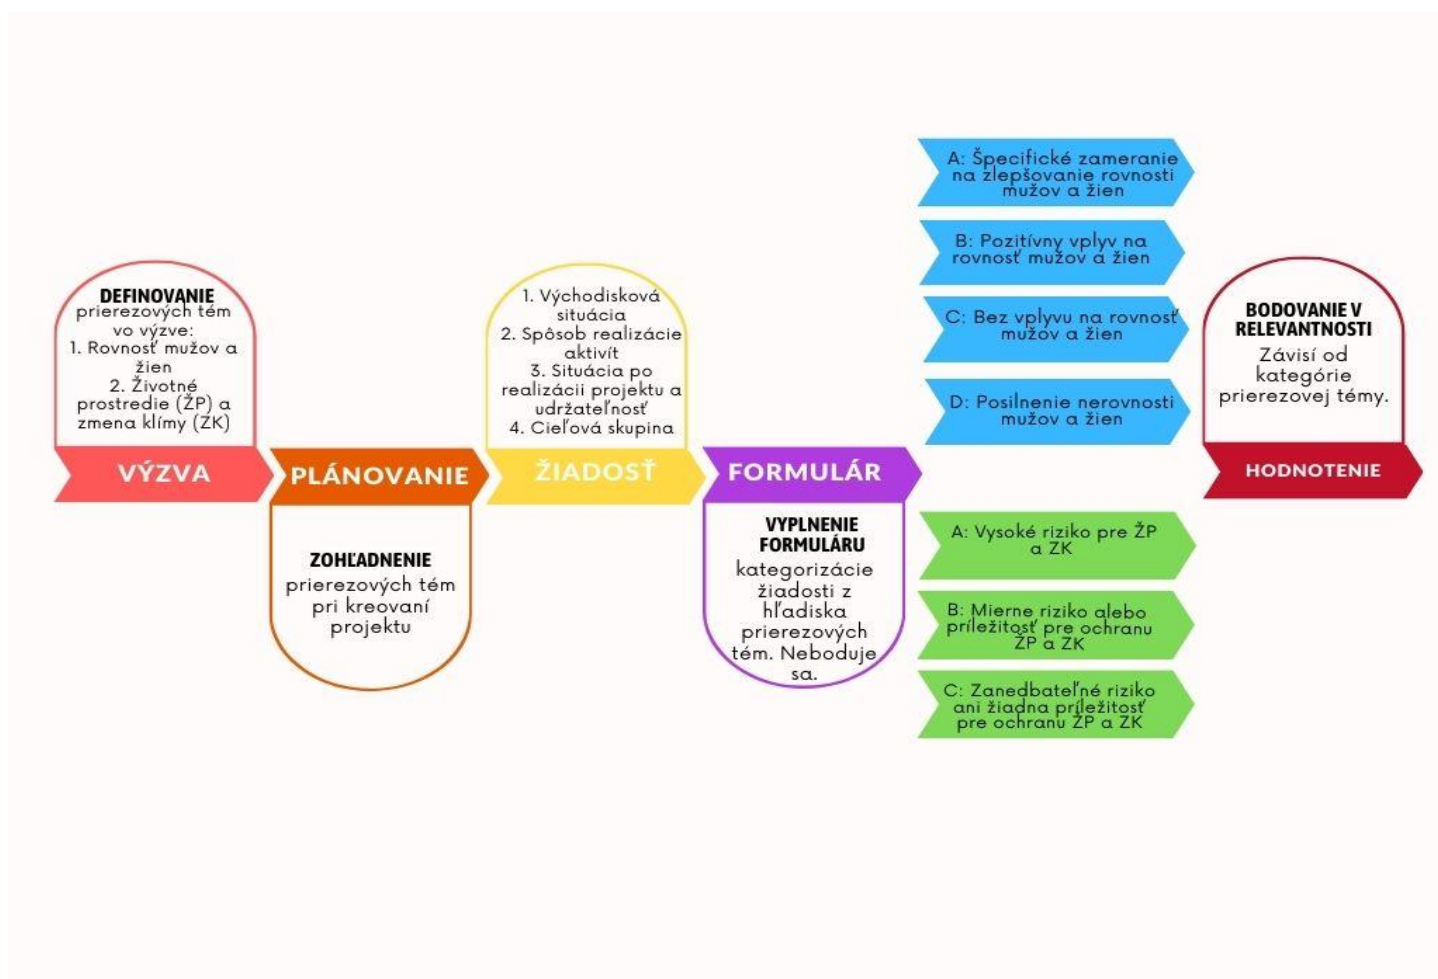 DEFINOVANIE
prierezových tém
vo výzve:
1. Rovnosť mužov a
žien
2. Životné
prostredie (ŽP) a
zmena klímy (ZK)
VÝZVA
PLÁNOVANIE
ZOHĽADNENIE
prierezových tém
pri kreovaní
projektu
1. Východisková
situácia
2. Spôsob realizácie
aktivít
3. Situácia po
realizácii projektu a
udržateľnosť
4. Cieľová skupina
ŽIADOSŤ
FORMULÁR
VYPLNENIE
FORMULÁRU
kategorizácie
žiadosti z
hľadiska
prierezových
tém. Neboduje
sa.
A: Špecifické zameranie
na zlepšovanie rovnosti
mužov a žien
B: Pozitívny vplyv na
rovnosť mužov a žien
C: Bez vplyvu na rovnosť
mužov a žien
D: Posilnenie nerovnosti
mužov a žien
A: Vysoké riziko pre ŽP
a ZK
B: Mierne riziko alebo
príležitosť pre ochranu
ŽP a ZK
C: Zanedbateľné riziko
ani žiadna príležitosť
pre ochranu ŽP a ZK
BODOVANIE V
RELEVANTNOSTI
Závisí od
kategórie
prierezovej témy.
HODNOTENIE